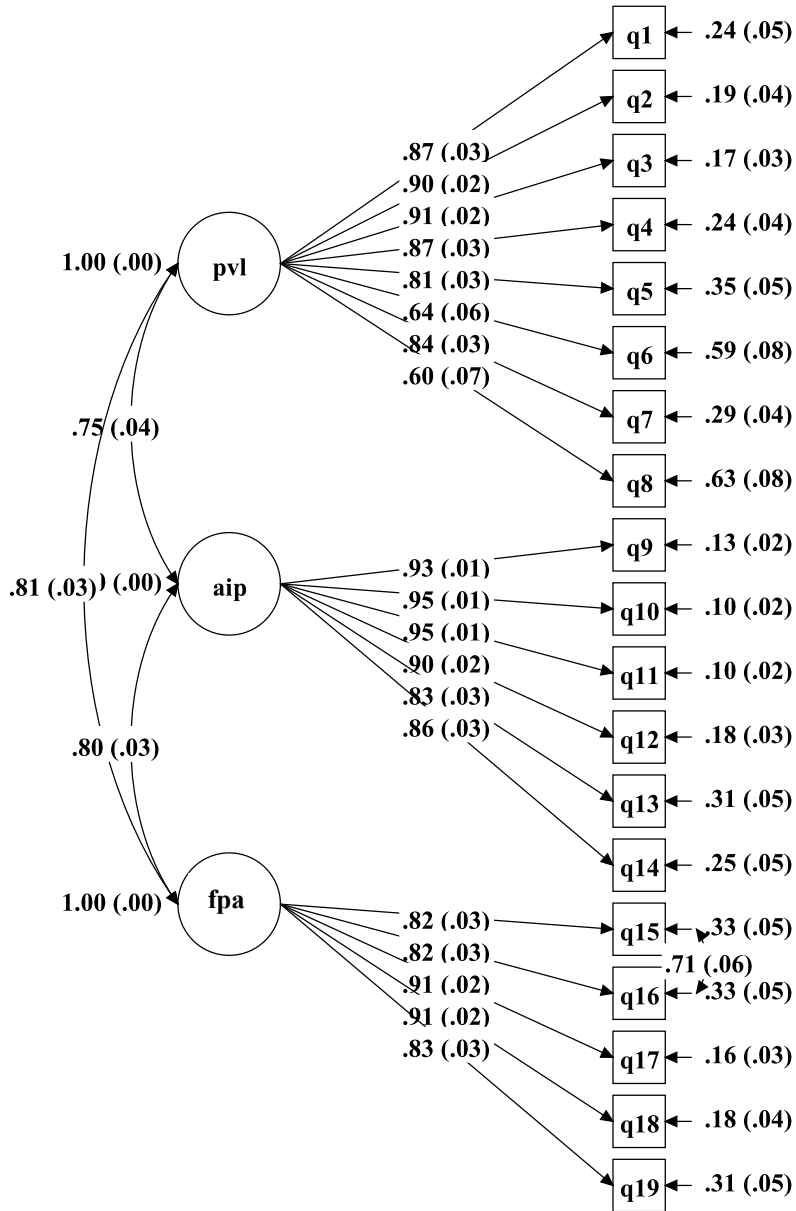 q1
.24 (.05)
q2
.19 (.04)
q3
.17 (.03)
q4
.24 (.04)
q5
.35 (.05)
q6
.59 (.08)
q7
.29 (.04)
q8
.63 (.08)
.87 (.03)
.90 (.02)
.91 (.02)
.87 (.03)
.81 (.03)
.64 (.06)
.84 (.03)
.60 (.07)
1.00 (.00)
pvl
.75 (.04)
q9
.13 (.02)
q10
.10 (.02)
q11
.10 (.02)
q12
.18 (.03)
q13
.31 (.05)
q14
.25 (.05)
.93 (.01)
.95 (.01)
.95 (.01)
.90 (.02)
.83 (.03)
.86 (.03)
.81 (.03)
(.00)
aip
.80 (.03)
1.00 (.00)
fpa
q15
.33 (.05)
.71 (.06)
q16
.33 (.05)
q17
.16 (.03)
q18
.18 (.04)
q19
.31 (.05)
.82 (.03)
.82 (.03)
.91 (.02)
.91 (.02)
.83 (.03)